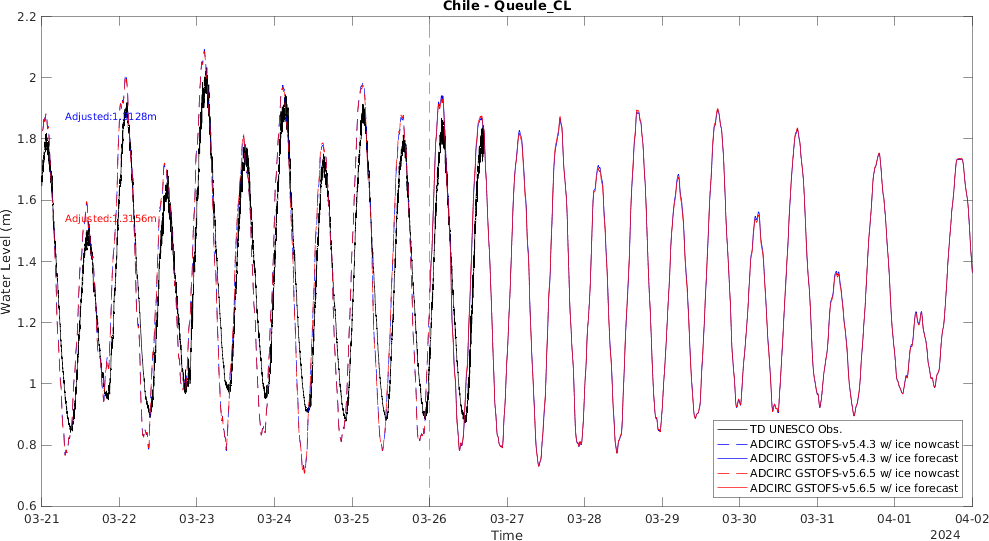 Chile - Queule_CL
2.2
2
1.8
1.6
1.4
1.2
1
0.8
0.6
Water Level (m)
Adjusted:1.3128m
Adjusted:1.3156m
TD UNESCO Obs.
ADCIRC GSTOFS-v5.4.3 w/ ice nowcast
ADCIRC GSTOFS-v5.4.3 w/ ice forecast
ADCIRC GSTOFS-v5.6.5 w/ ice nowcast
ADCIRC GSTOFS-v5.6.5 w/ ice forecast
03-21 03-22 03-23 03-24 03-25 03-26 03-27 03-28 03-29 03-30 03-31 04-01 04-02
Time
2024